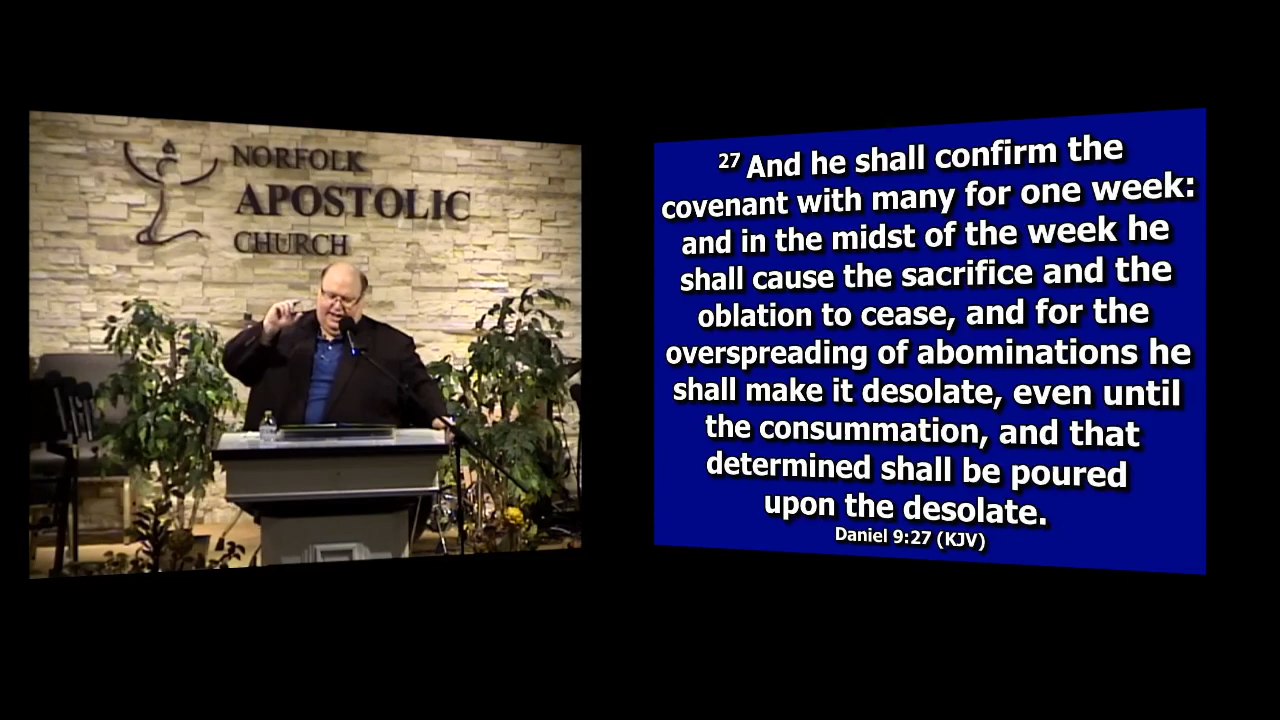 NORFOLK
APOSTOLIC
CHURCH
27 And he shall confirm the
covenant with many for one week:
and in the midst of the week he
shall cause the sacrifice and the
oblation to cease, and for the
overspreading of abominations he
shall make it desolate, even until
the consummation, and that
determined shall be poured
upon the desolate.
Daniel 9:27 (KJV)